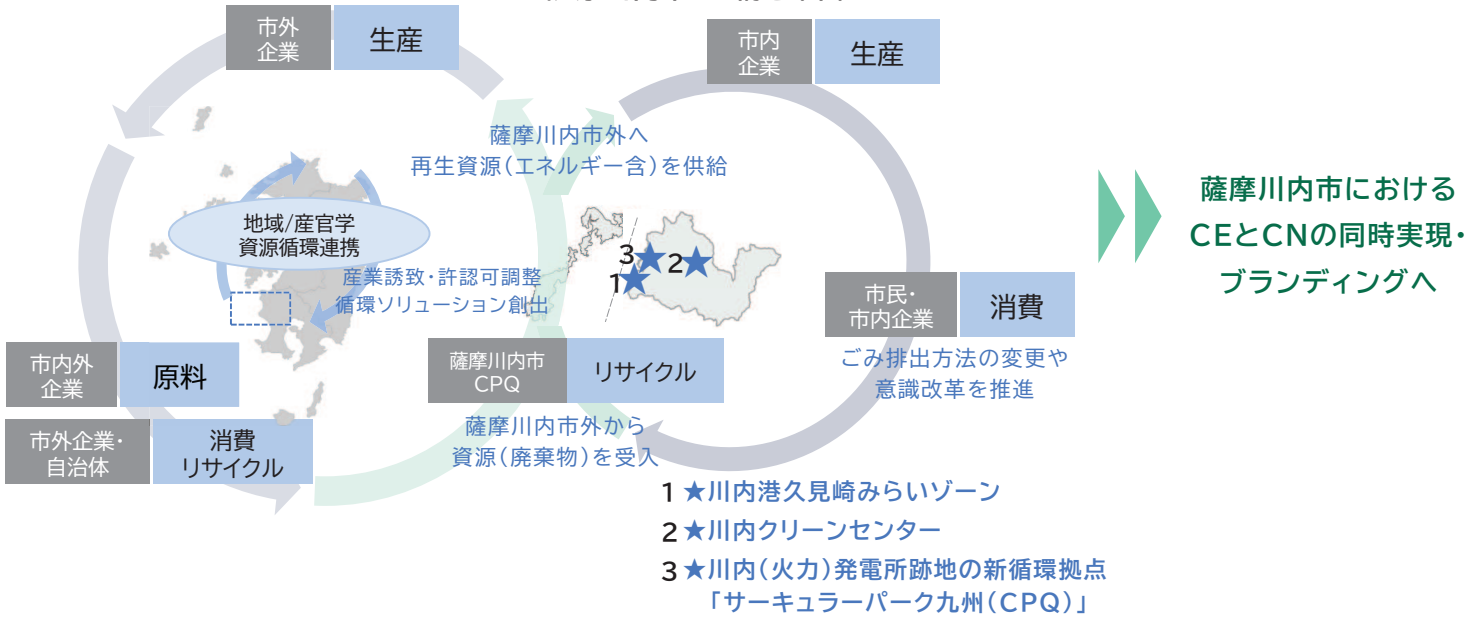 市外
企業
生産
市内
企業
生産
薩摩川内市外へ
再生資源(エネルギー含)を供給
地域/産官学
資源循環連携
産業誘致・許認可調整
循環ソリューション創出
3
2
1
市民・
市内企業
消費
ごみ排出方法の変更や
意識改革を推進
市内外
企業
原料
市外企業・
自治体
消費
リサイクル
薩摩川内市
CPQ
リサイクル
薩摩川内市外から
資源(廃棄物)を受入
1 ★川内港久見崎みらいゾーン
2 ★川内クリーンセンター
3 ★川内(火力)発電所跡地の新循環拠点
「サーキュラーパーク九州(CPQ)」
薩摩川内市における
CEとCNの同時実現・
ブランディングへ